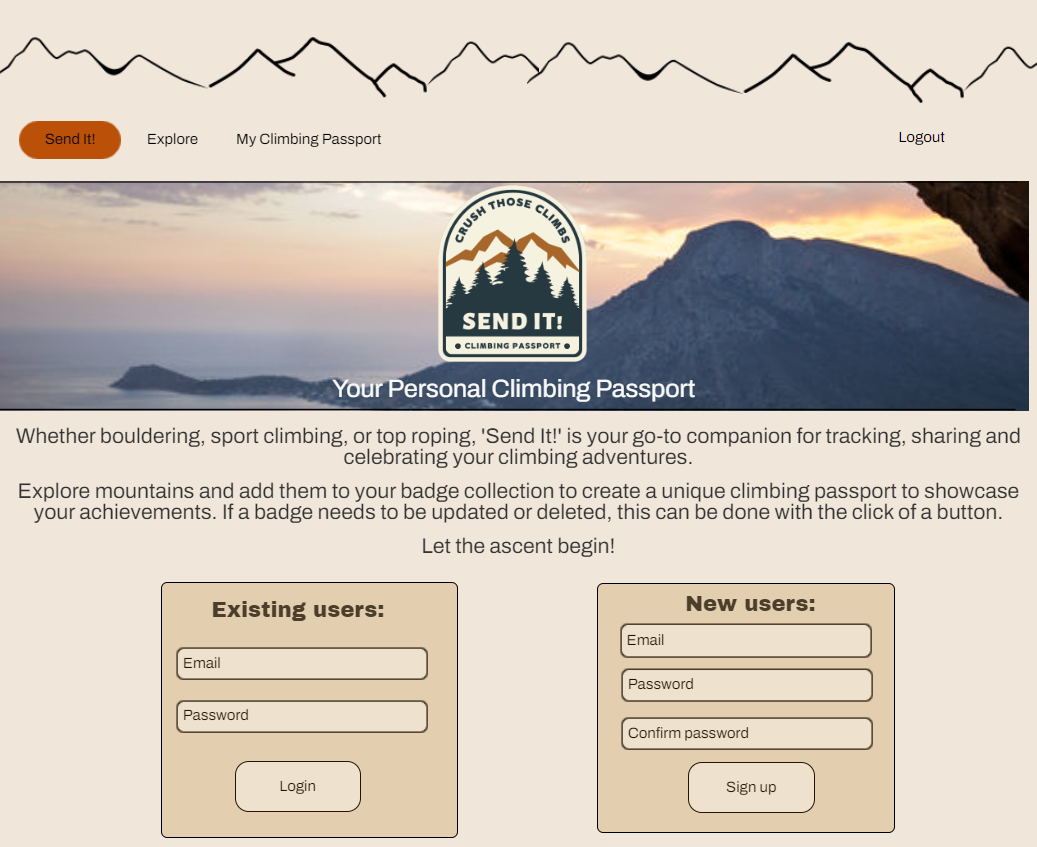 Send It!
Explore
My Climbing Passport
Logout
CRUSH THOSE CLIMBS
SEND IT!
• CLIMBING PASSPORT •
Your Personal Climbing Passport
Whether bouldering, sport climbing, or top roping, 'Send It!' is your go-to companion for tracking, sharing and
celebrating your climbing adventures.
Explore mountains and add them to your badge collection to create a unique climbing passport to showcase
your achievements. If a badge needs to be updated or deleted, this can be done with the click of a button.
Let the ascent begin!
Existing users:
Email
Password
Login
New users:
Email
Password
Confirm password
Sign up